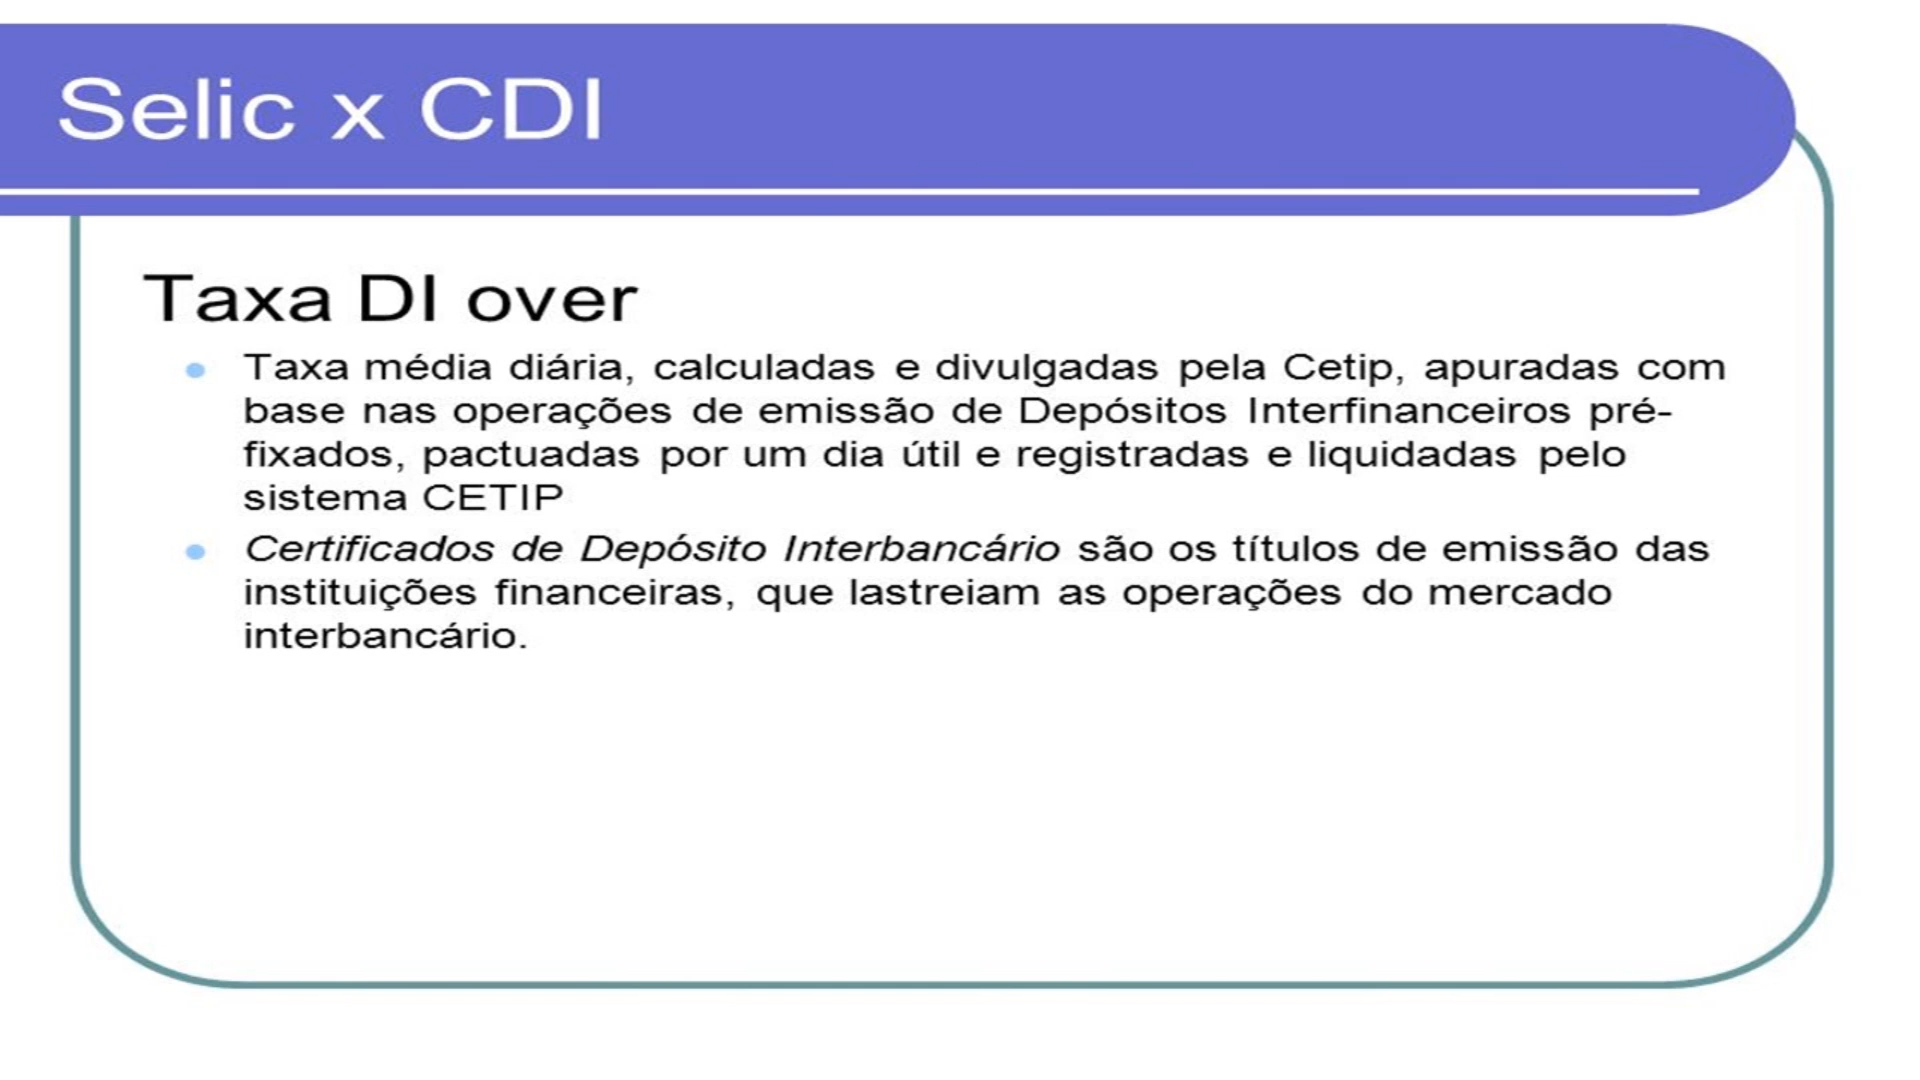 Selic x CDI
Taxa DI over
Taxa média diária, calculadas e divulgadas pela Cetip, apuradas com
base nas operações de emissão de Depósitos Interfinanceiros pré-
fixados, pactuadas por um dia útil e registradas e liquidadas pelo
sistema CETIP
Certificados de Depósito Interbancário são os títulos de emissão das
instituições financeiras, que lastreiam as operações do mercado
interbancário.